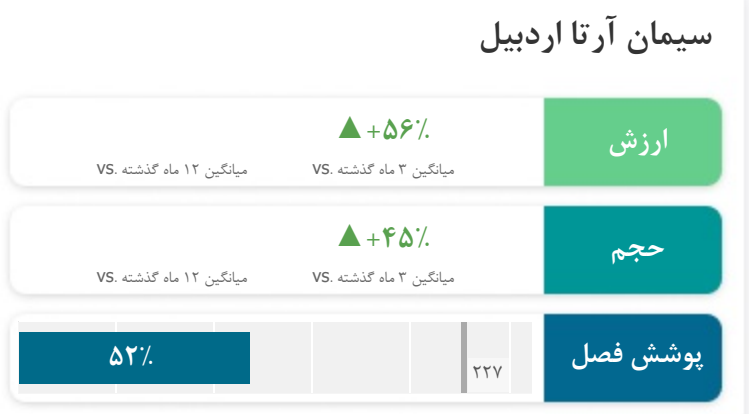 سیمان آرتا اردبیل
ارزش
▲+۵۶٪
میانگین ۳ ماه گذشته .VS
میانگین ۱۲ ماه گذشته .VS
حجم
▲+۴۵٪
میانگین ۳ ماه گذشته .VS
میانگین ۱۲ ماه گذشته .VS
پوشش فصل
۵۲٪
۲۲۷